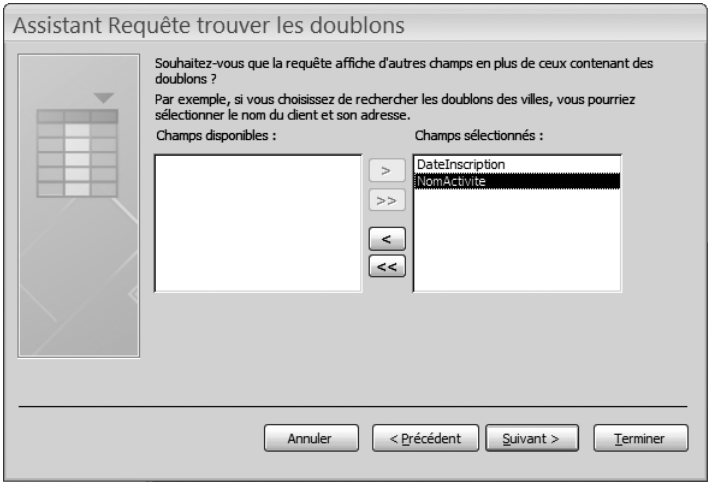 Assistant Requête trouver les doublons
Souhaitez-vous que la requête affiche d'autres champs en plus de ceux contenant des
doublons ?
Par exemple, si vous choisissez de rechercher les doublons des villes, vous pourriez
sélectionner le nom du client et son adresse.
Champs disponibles :
Champs sélectionnés :
DateInscription
NomActivite
>
>>
<
<<
Annuler
< Précédent
Suivant >
Terminer